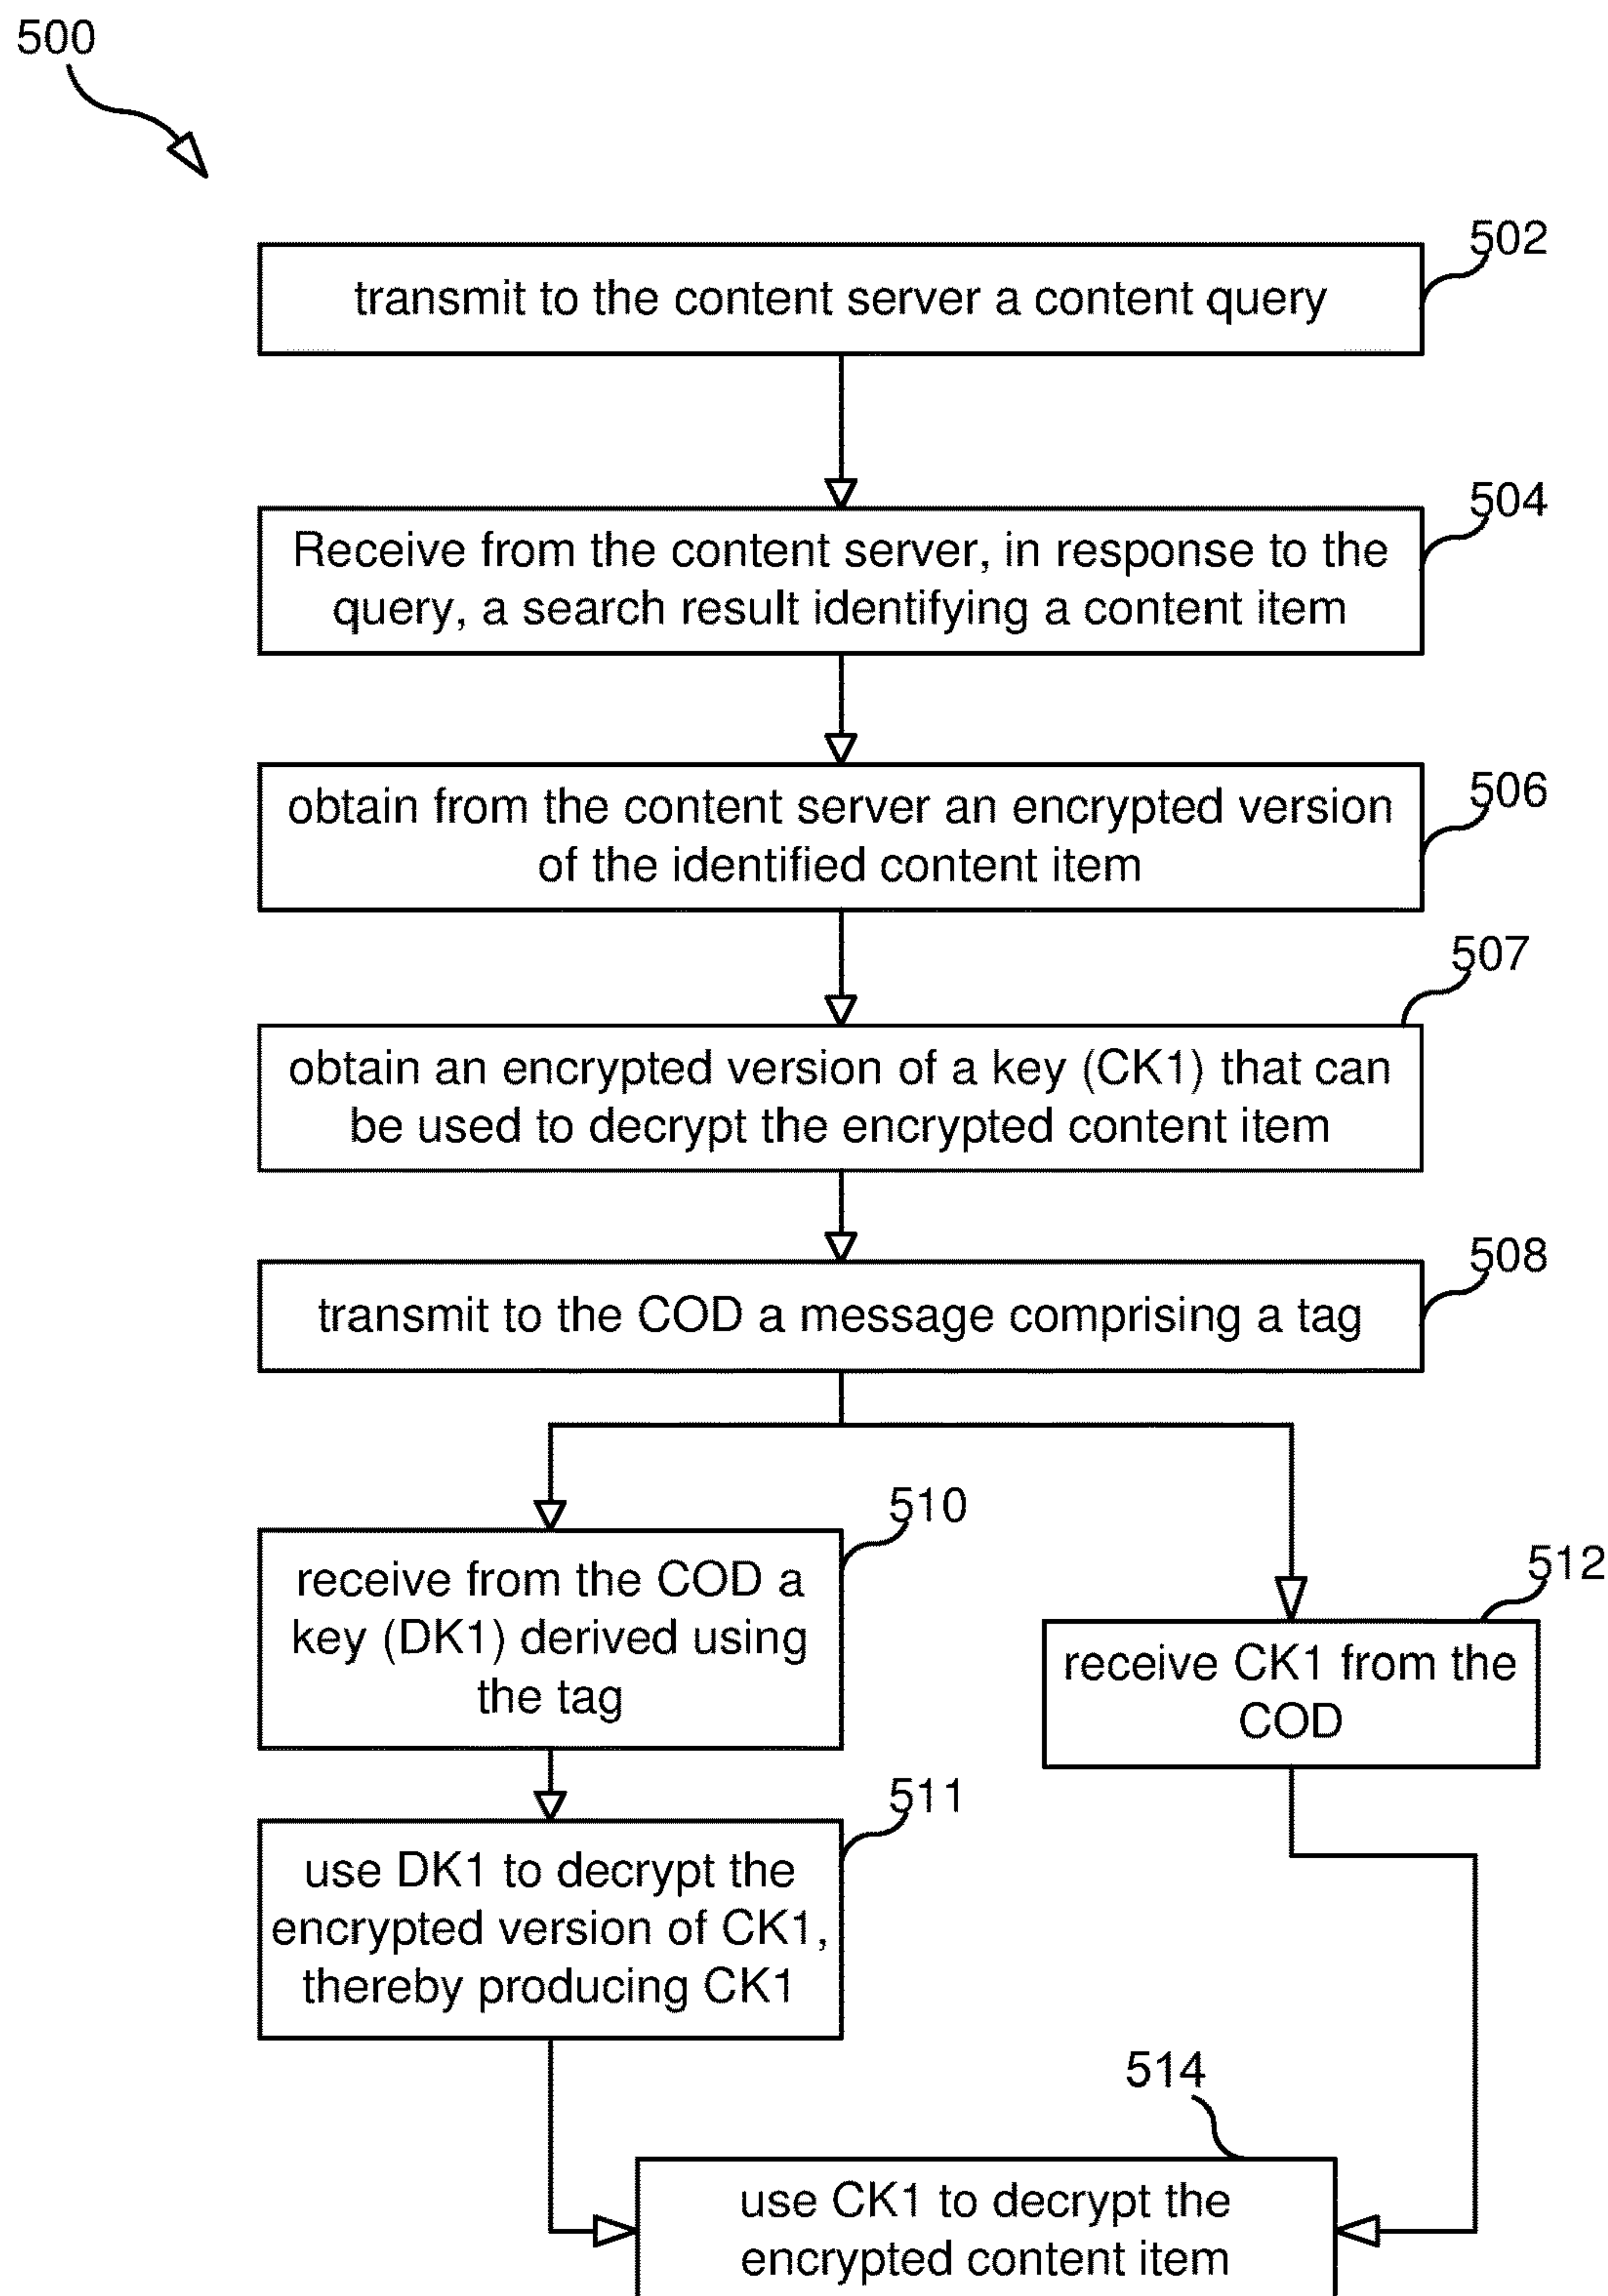 500
502
transmit to the content server a content query
504
Receive from the content server, in response to the
query, a search result identifying a content item
506
obtain from the content server an encrypted version
of the identified content item
507
obtain an encrypted version of a key (CK1) that can
be used to decrypt the encrypted content item
508
transmit to the COD a message comprising a tag
510
receive from the COD a
key (DK1) derived using
the tag
512
receive CK1 from the
COD
511
use DK1 to decrypt the
encrypted version of CK1,
thereby producing CK1
514
use CK1 to decrypt the
encrypted content item